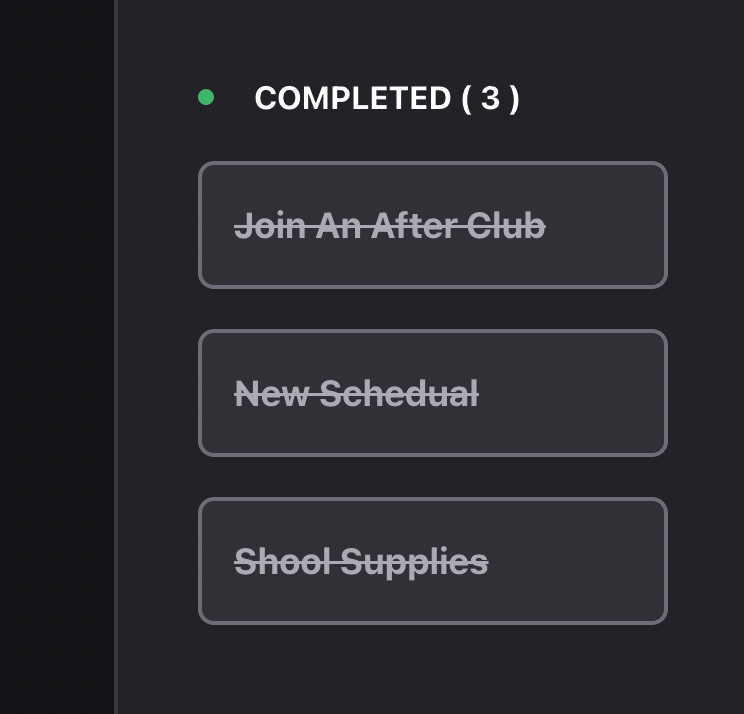 COMPLETED ( 3 )
Join An After Club
New Schedual
Shool Supplies